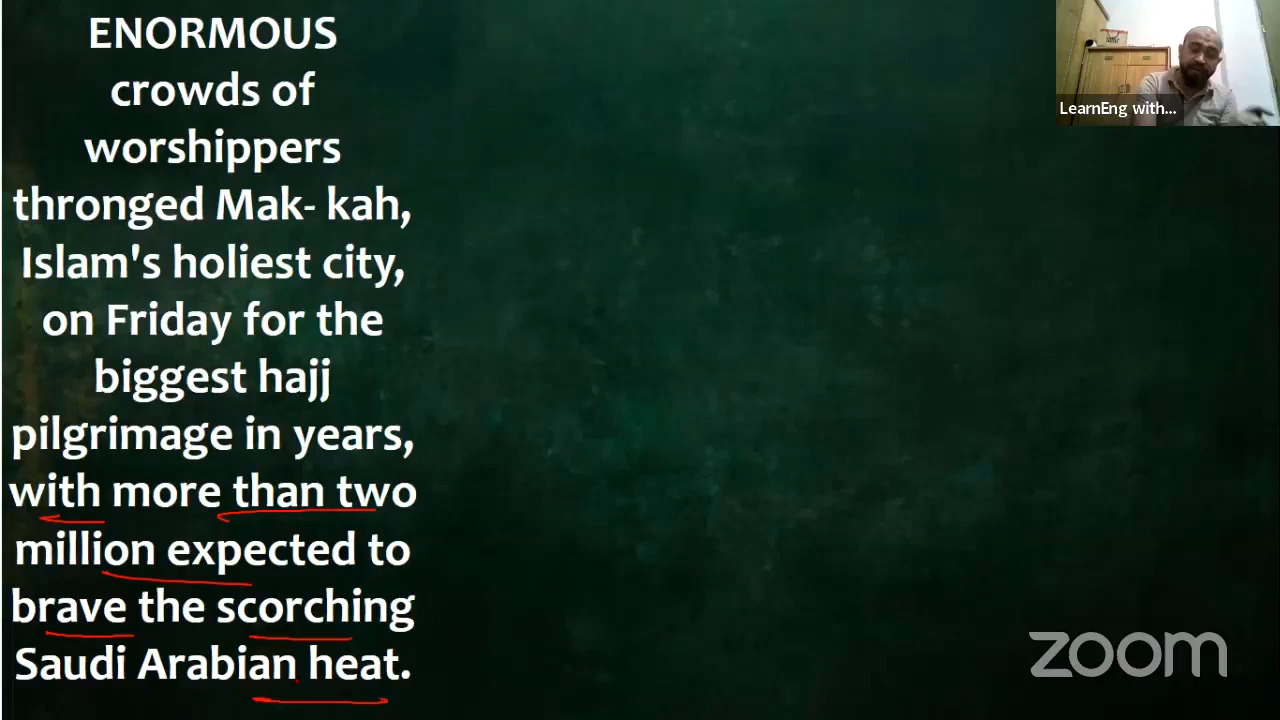 ENORMOUS
crowds of
worshippers
thronged Mak- kah,
Islam's holiest city,
on Friday for the
biggest hajj
pilgrimage in years,
with more than two
million expected to
brave the scorching
Saudi Arabian heat.
LearnEng with...
zoom